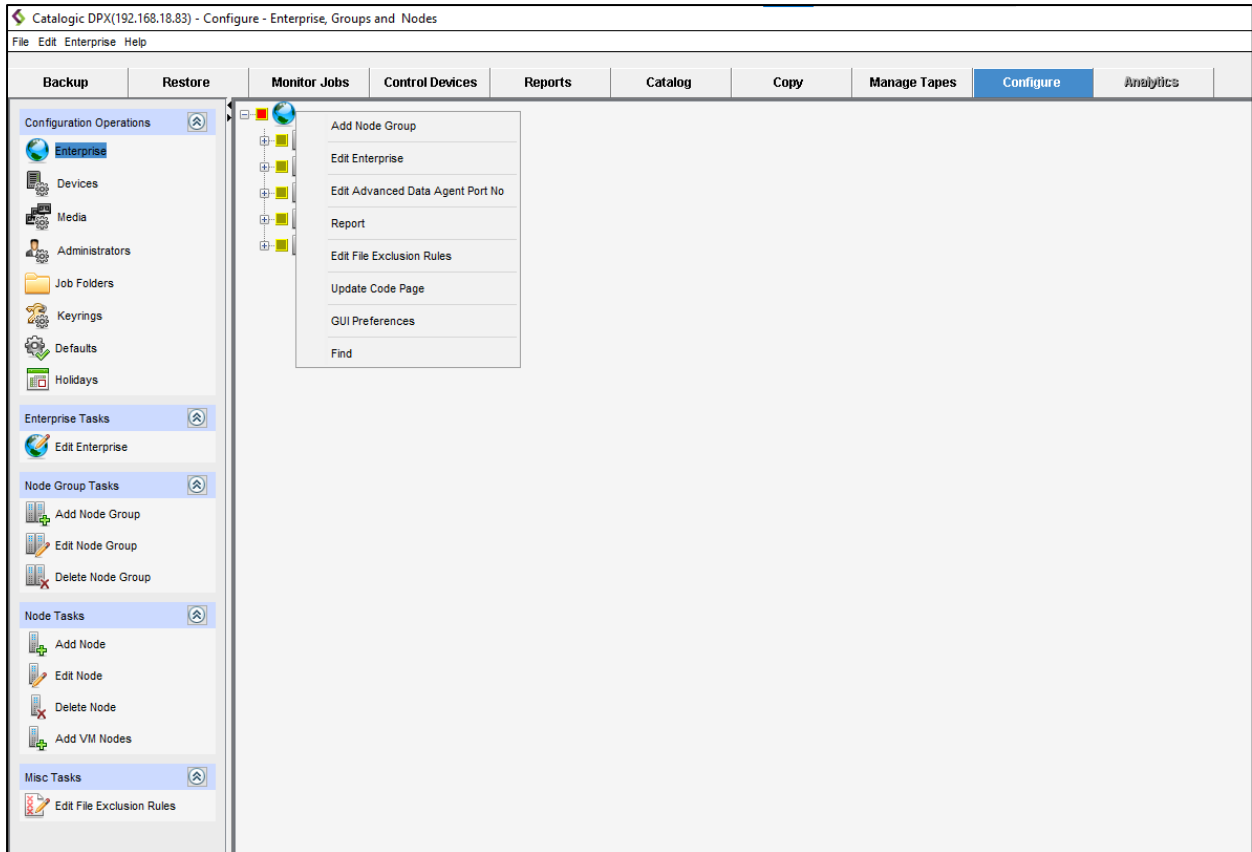 Catalogic DPX(192.168.18.83) - Configure - Enterprise, Groups and Nodes
File Edit Enterprise Help
Backup Restore Monitor Jobs Control Devices Reports Catalog Copy Manage Tapes Configure Analytics
Configuration Operations
Enterprise
Devices
Media
Administrators
Job Folders
Keyrings
Defaults
Holidays
Enterprise Tasks
Edit Enterprise
Node Group Tasks
Add Node Group
Edit Node Group
Delete Node Group
Node Tasks
Add Node
Edit Node
Delete Node
Add VM Nodes
Misc Tasks
Edit File Exclusion Rules
Add Node Group
Edit Enterprise
Edit Advanced Data Agent Port No
Report
Edit File Exclusion Rules
Update Code Page
GUI Preferences
Find